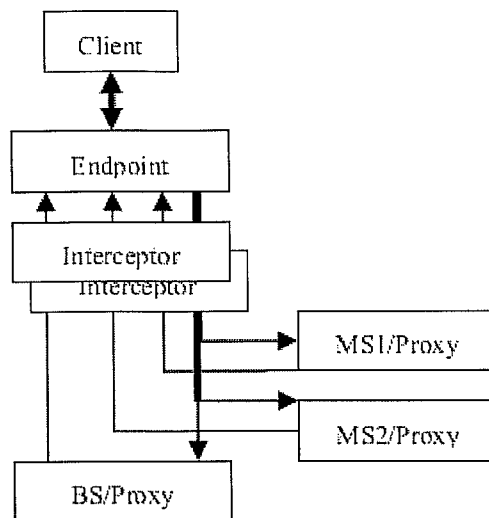 Client
Endpoint
Interceptor
Interceptor
MS1/Proxy
MS2/Proxy
BS/Proxy